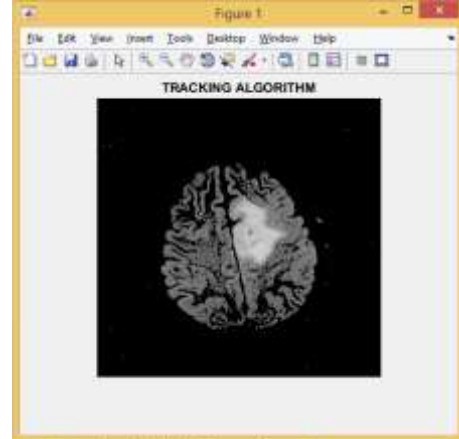 Figure 1
File Edit View Insert Tools Desktop Window Help
TRACKING ALGORITHM